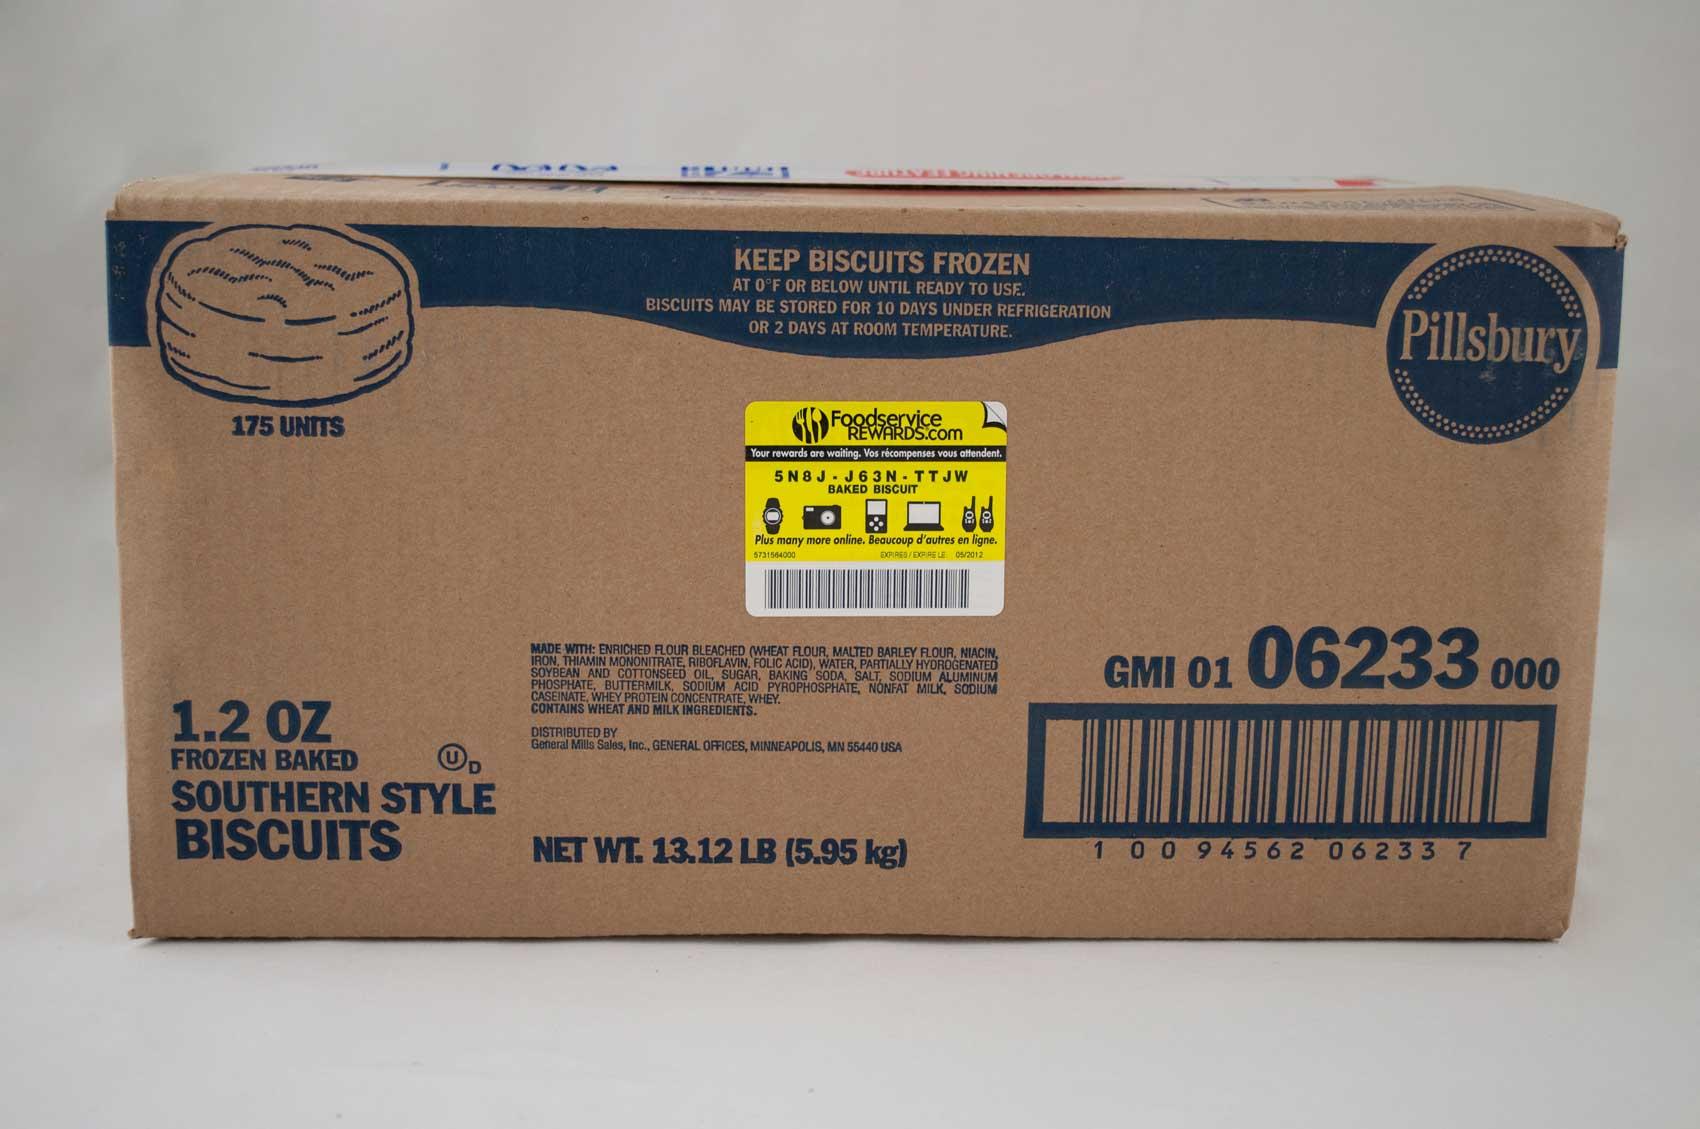 KEEP BISCUITS FROZEN
AT 0°F OR BELOW UNTIL READY TO USE.
BISCUITS MAY BE STORED FOR 10 DAYS UNDER REFRIGERATION
OR 2 DAYS AT ROOM TEMPERATURE.
Pillsbury
175 UNITS
Foodservice
REWARDS.com
Your rewards are waiting. Vos récompenses vous attendent.
5N8J-J63N-TTJW
BAKED BISCUIT
Plus many more online. Beaucoup d'autres en ligne.
5731564000 EXPIRES / EXPIRE LE: 05/2012
MADE WITH: ENRICHED FLOUR BLEACHED (WHEAT FLOUR, MALTED BARLEY FLOUR, NIACIN,
IRON, THIAMIN MONONITRATE, RIBOFLAVIN, FOLIC ACID), WATER, PARTIALLY HYDROGENATED
SOYBEAN AND COTTONSEED OIL, SUGAR, BAKING SODA, SALT, SODIUM ALUMINUM
PHOSPHATE, BUTTERMILK, SODIUM ACID PYROPHOSPHATE, NONFAT MILK, SODIUM
CASEINATE, WHEY PROTEIN CONCENTRATE, WHEY.
CONTAINS WHEAT AND MILK INGREDIENTS.
DISTRIBUTED BY
General Mills Sales, Inc., GENERAL OFFICES, MINNEAPOLIS, MN 55440 USA
NET WT. 13.12 LB (5.95 kg)
1.2 OZ
FROZEN BAKED
U D
SOUTHERN STYLE
BISCUITS
GMI 01 06233 000
1 00 94562 06233 7